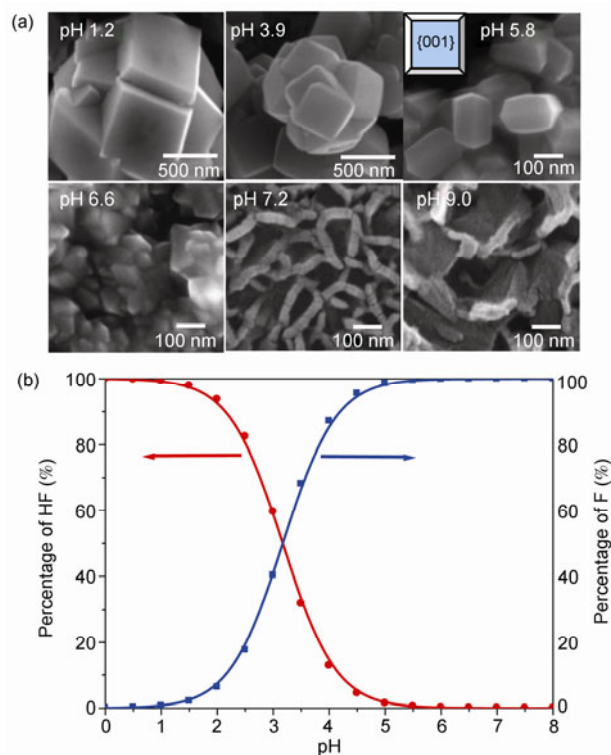 (a)
pH 1.2
500 nm
pH 3.9
500 nm
{001}
pH 5.8
100 nm
pH 6.6
100 nm
pH 7.2
100 nm
pH 9.0
100 nm
(b)
100
80
60
40
20
0
Percentage of HF (%)
100
80
60
40
20
0
Percentage of F (%)
0 1 2 3 4 5 6 7 8
pH